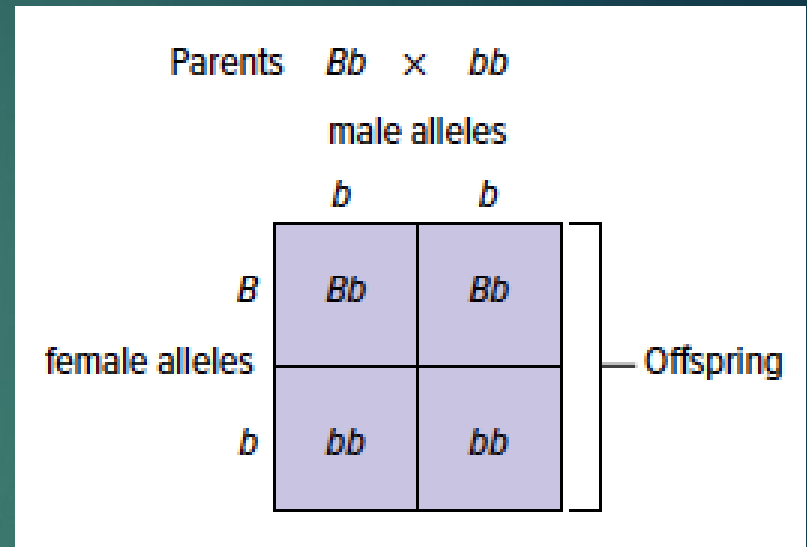 Parents Bb × bb
male alleles
b b
B Bb Bb
female alleles
Offspring
b bb bb